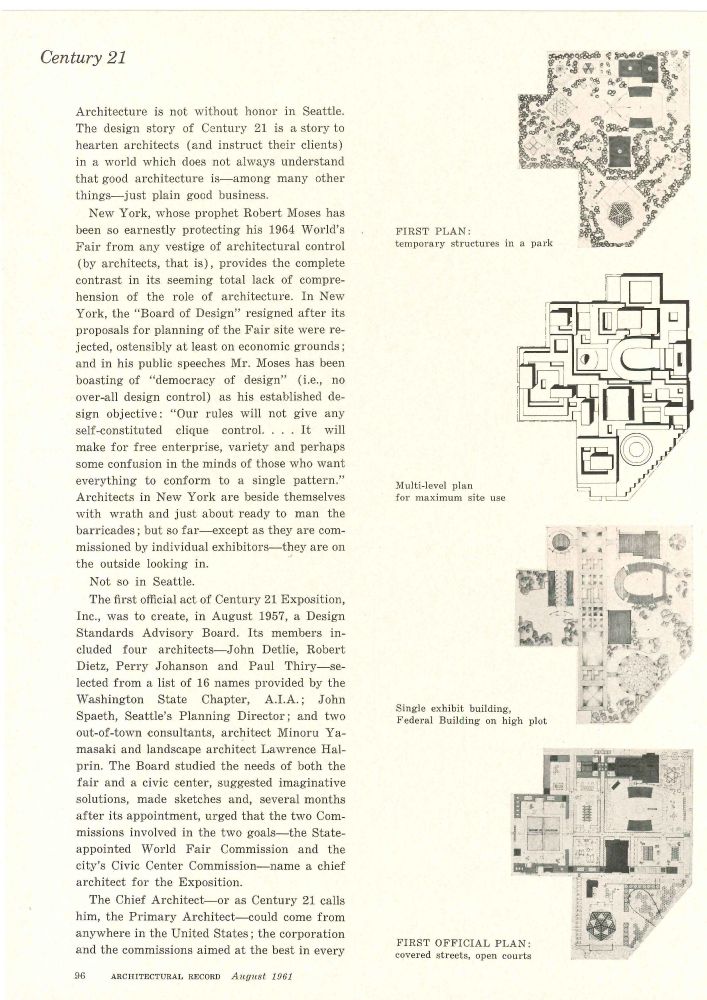 Century 21
Architecture is not without honor in Seattle.
The design story of Century 21 is a story to
hearten architects (and instruct their clients)
in a world which does not always understand
that good architecture is—among many other
things—just plain good business.
New York, whose prophet Robert Moses has
been so earnestly protecting his 1964 World's
Fair from any vestige of architectural control
(by architects, that is), provides the complete
contrast in its seeming total lack of compre-
hension of the role of architecture. In New
York, the "Board of Design" resigned after its
proposals for planning of the Fair site were re-
jected, ostensibly at least on economic grounds;
and in his public speeches Mr. Moses has been
boasting of "democracy of design" (i.e., no
over-all design control) as his established de-
sign objective: "Our rules will not give any
self-constituted clique control. . . . It will
make for free enterprise, variety and perhaps
some confusion in the minds of those who want
everything to conform to a single pattern."
Architects in New York are beside themselves
with wrath and just about ready to man the
barricades; but so far—except as they are com-
missioned by individual exhibitors—they are on
the outside looking in.
Not so in Seattle.
The first official act of Century 21 Exposition,
Inc., was to create, in August 1957, a Design
Standards Advisory Board. Its members in-
cluded four architects—John Detlie, Robert
Dietz, Perry Johanson and Paul Thiry—se-
lected from a list of 16 names provided by the
Washington State Chapter, A.I.A.; John
Spaeth, Seattle's Planning Director; and two
out-of-town consultants, architect Minoru Ya-
masaki and landscape architect Lawrence Hal-
prin. The Board studied the needs of both the
fair and a civic center, suggested imaginative
solutions, made sketches and, several months
after its appointment, urged that the two Com-
missions involved in the two goals—the State-
appointed World Fair Commission and the
city's Civic Center Commission—name a chief
architect for the Exposition.
The Chief Architect—or as Century 21 calls
him, the Primary Architect—could come from
anywhere in the United States; the corporation
and the commissions aimed at the best in every
FIRST PLAN:
temporary structures in a park
Multi-level plan
for maximum site use
Single exhibit building,
Federal Building on high plot
FIRST OFFICIAL PLAN:
covered streets, open courts
96 ARCHITECTURAL RECORD August 1961